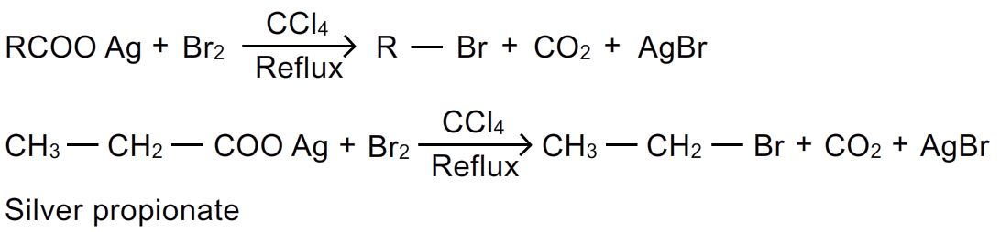 RCOO Ag + Br₂ CCl₄ Reflux R — Br + CO₂ + AgBr
CH₃ — CH₂ — COO Ag + Br₂ CCl₄ Reflux CH₃ — CH₂ — Br + CO₂ + AgBr
Silver propionate